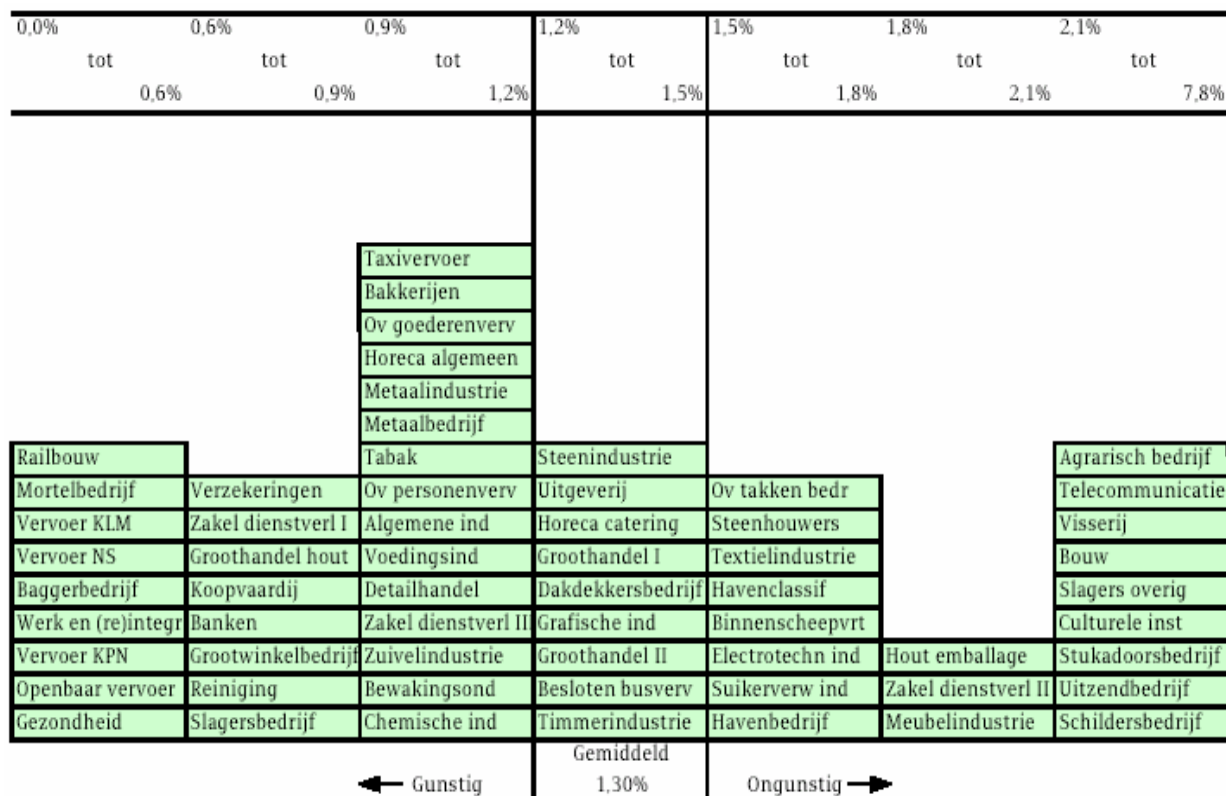 0,0% 0,6% 0,9% 1,2% 1,5% 1,8% 2,1%
tot tot tot tot tot tot tot
0,6% 0,9% 1,2% 1,5% 1,8% 2,1% 7,8%
Taxivervoer
Bakkerijen
Ov goederenverv
Horeca algemeen
Metaalindustrie
Metaalbedrijf
Railbouw Tabak Steenindustrie Agrarisch bedrijf
Mortelbedrijf Verzekeringen Ov personenverv Uitgeverij Ov takken bedr Telecommunicatie
Vervoer KLM Zakel dienstverl I Algemene ind Horeca catering Steenhouwers Visserij
Vervoer NS Groothandel hout Voedingsind Groothandel I Textielindustrie Bouw
Baggerbedrijf Koopvaardij Detailhandel Dakdekkersbedrijf Havenclassif Slagers overig
Werk en (re)integr Banken Zakel dienstverl III Grafische ind Binnenscheepvrt Culturele inst
Vervoer KPN Grootwinkelbedrijf Zuivelindustrie Groothandel II Electrotechn ind Hout emballage Stukadoorsbedrijf
Openbaar vervoer Reiniging Bewakingsond Besloten busverv Suikerverw ind Zakel dienstverl II Uitzendbedrijf
Gezondheid Slagersbedrijf Chemische ind Timmerindustrie Havenbedrijf Meubelindustrie Schildersbedrijf
Gemiddeld
Gunstig 1,30% Ongunstig